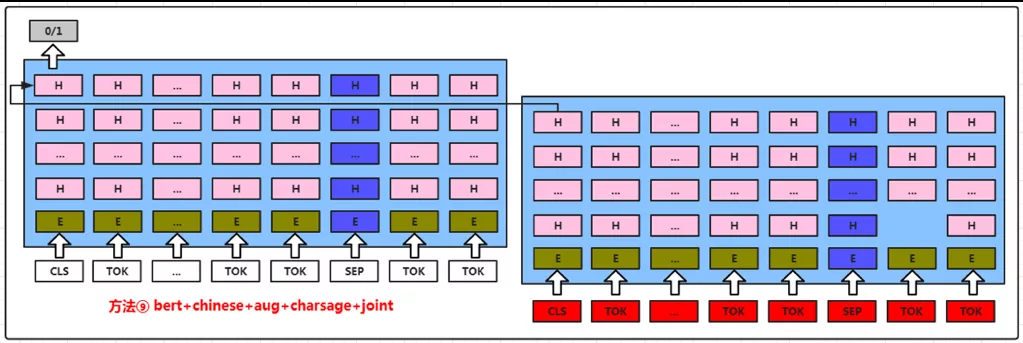 0/1
H H ... H H H H H
H H ... H H H H H
... ... ... ... ... ... ... ...
H H ... H H H H H
E E ... E E E E E
CLS TOK ... TOK TOK SEP TOK TOK
方法⑨ bert+chinese+aug+charsage+joint
H H ... H H H H H
H H ... H H H H H
... ... ... ... ... ... ... ...
H H ... H H H H
E E ... E E E E E
CLS TOK ... TOK TOK SEP TOK TOK